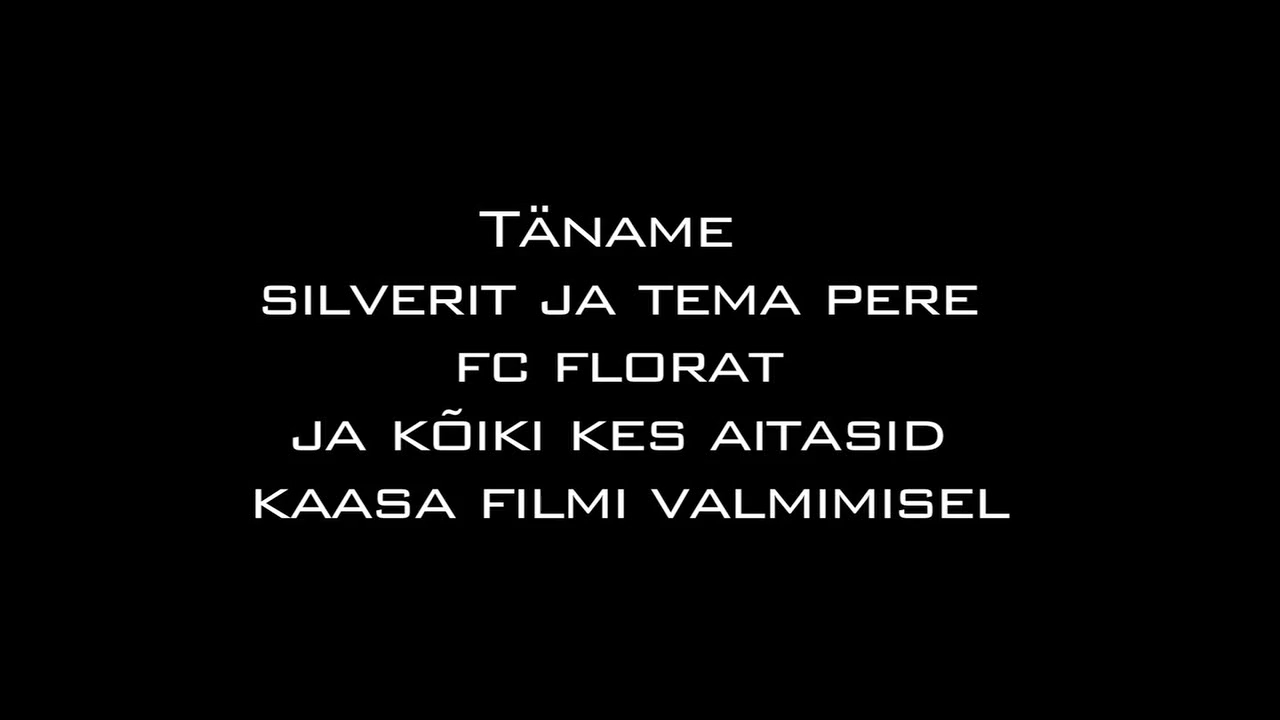 Täname
silverit ja tema pere
fc florat
ja kõiki kes aitasid
kaasa filmi valmimisel